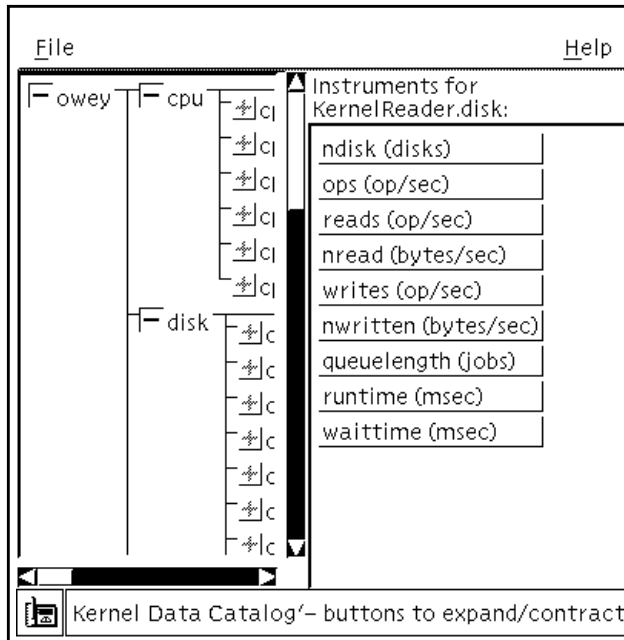 File Help
owey cpu
disk
Instruments for
KernelReader.disk:
ndisk (disks)
ops (op/sec)
reads (op/sec)
nread (bytes/sec)
writes (op/sec)
nwritten (bytes/sec)
queuelength (jobs)
runtime (msec)
waittime (msec)
Kernel Data Catalog‘– buttons to expand/contract